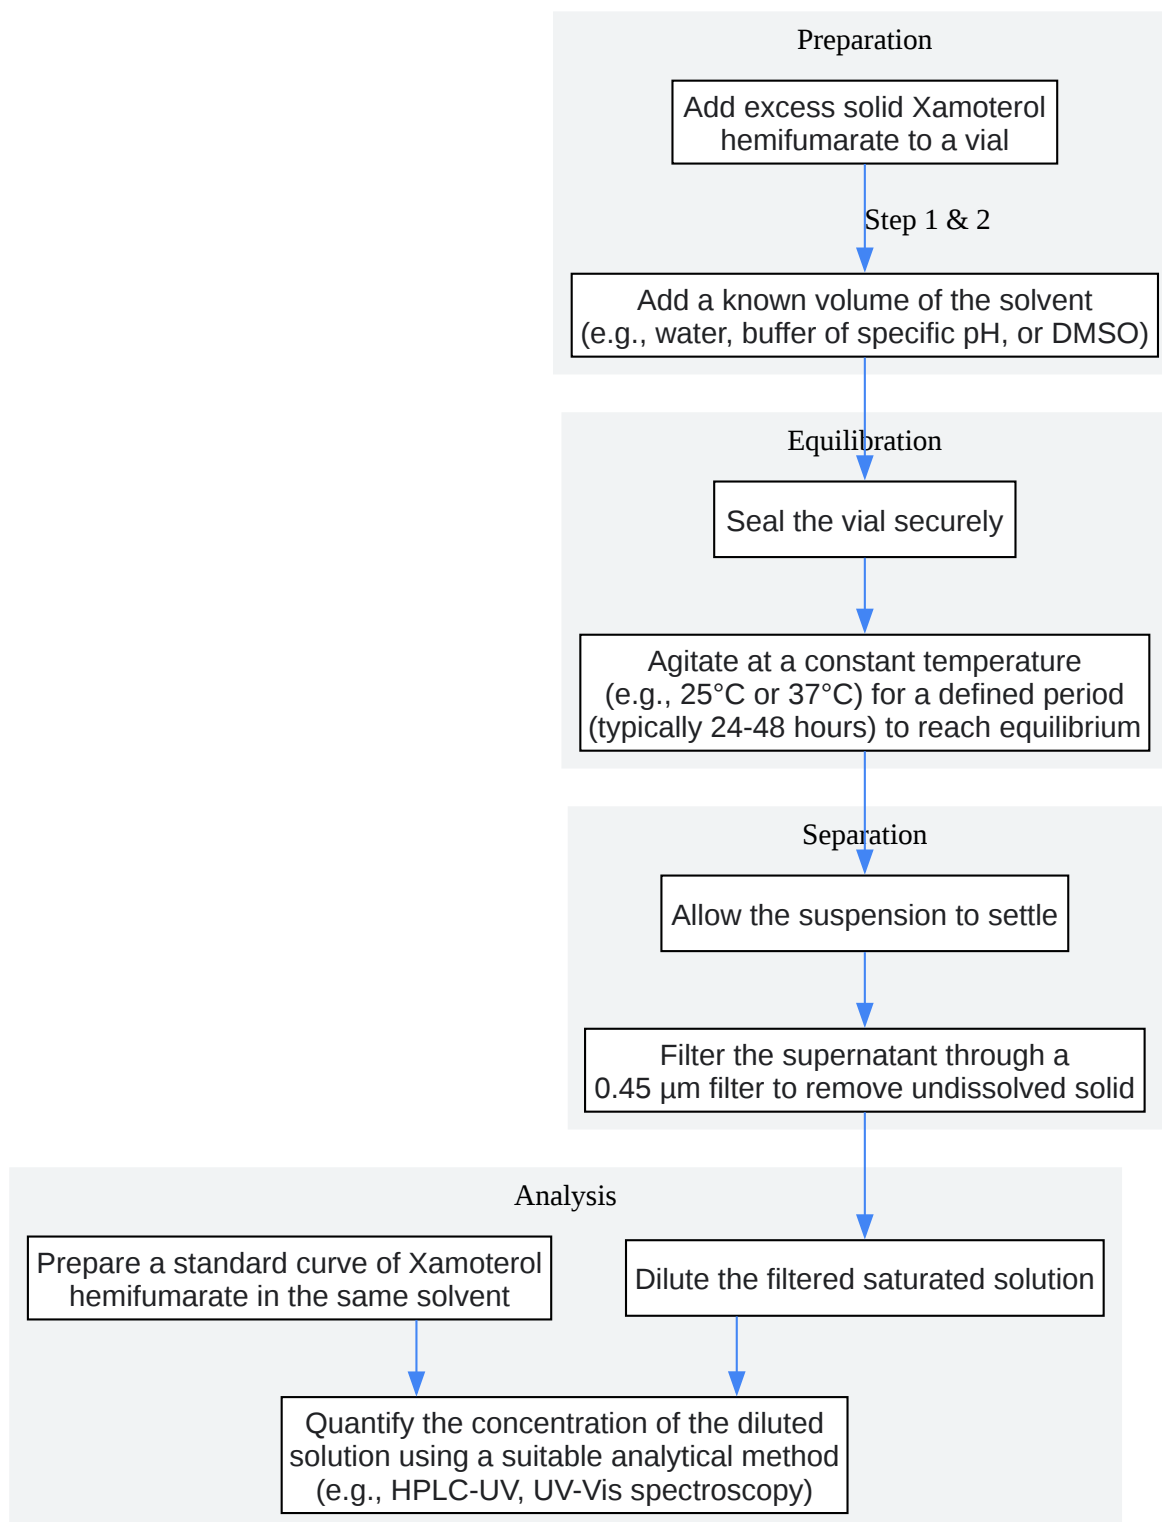 Preparation
Add excess solid Xamoterol
hemifumarate to a vial
Step 1 & 2
Add a known volume of the solvent
(e.g., water, buffer of specific pH, or DMSO)
Equilibration
Seal the vial securely
Agitate at a constant temperature
(e.g., 25°C or 37°C) for a defined period
(typically 24-48 hours) to reach equilibrium
Separation
Allow the suspension to settle
Filter the supernatant through a
0.45 µm filter to remove undissolved solid
Analysis
Prepare a standard curve of Xamoterol
hemifumarate in the same solvent
Dilute the filtered saturated solution
Quantify the concentration of the diluted
solution using a suitable analytical method
(e.g., HPLC-UV, UV-Vis spectroscopy)